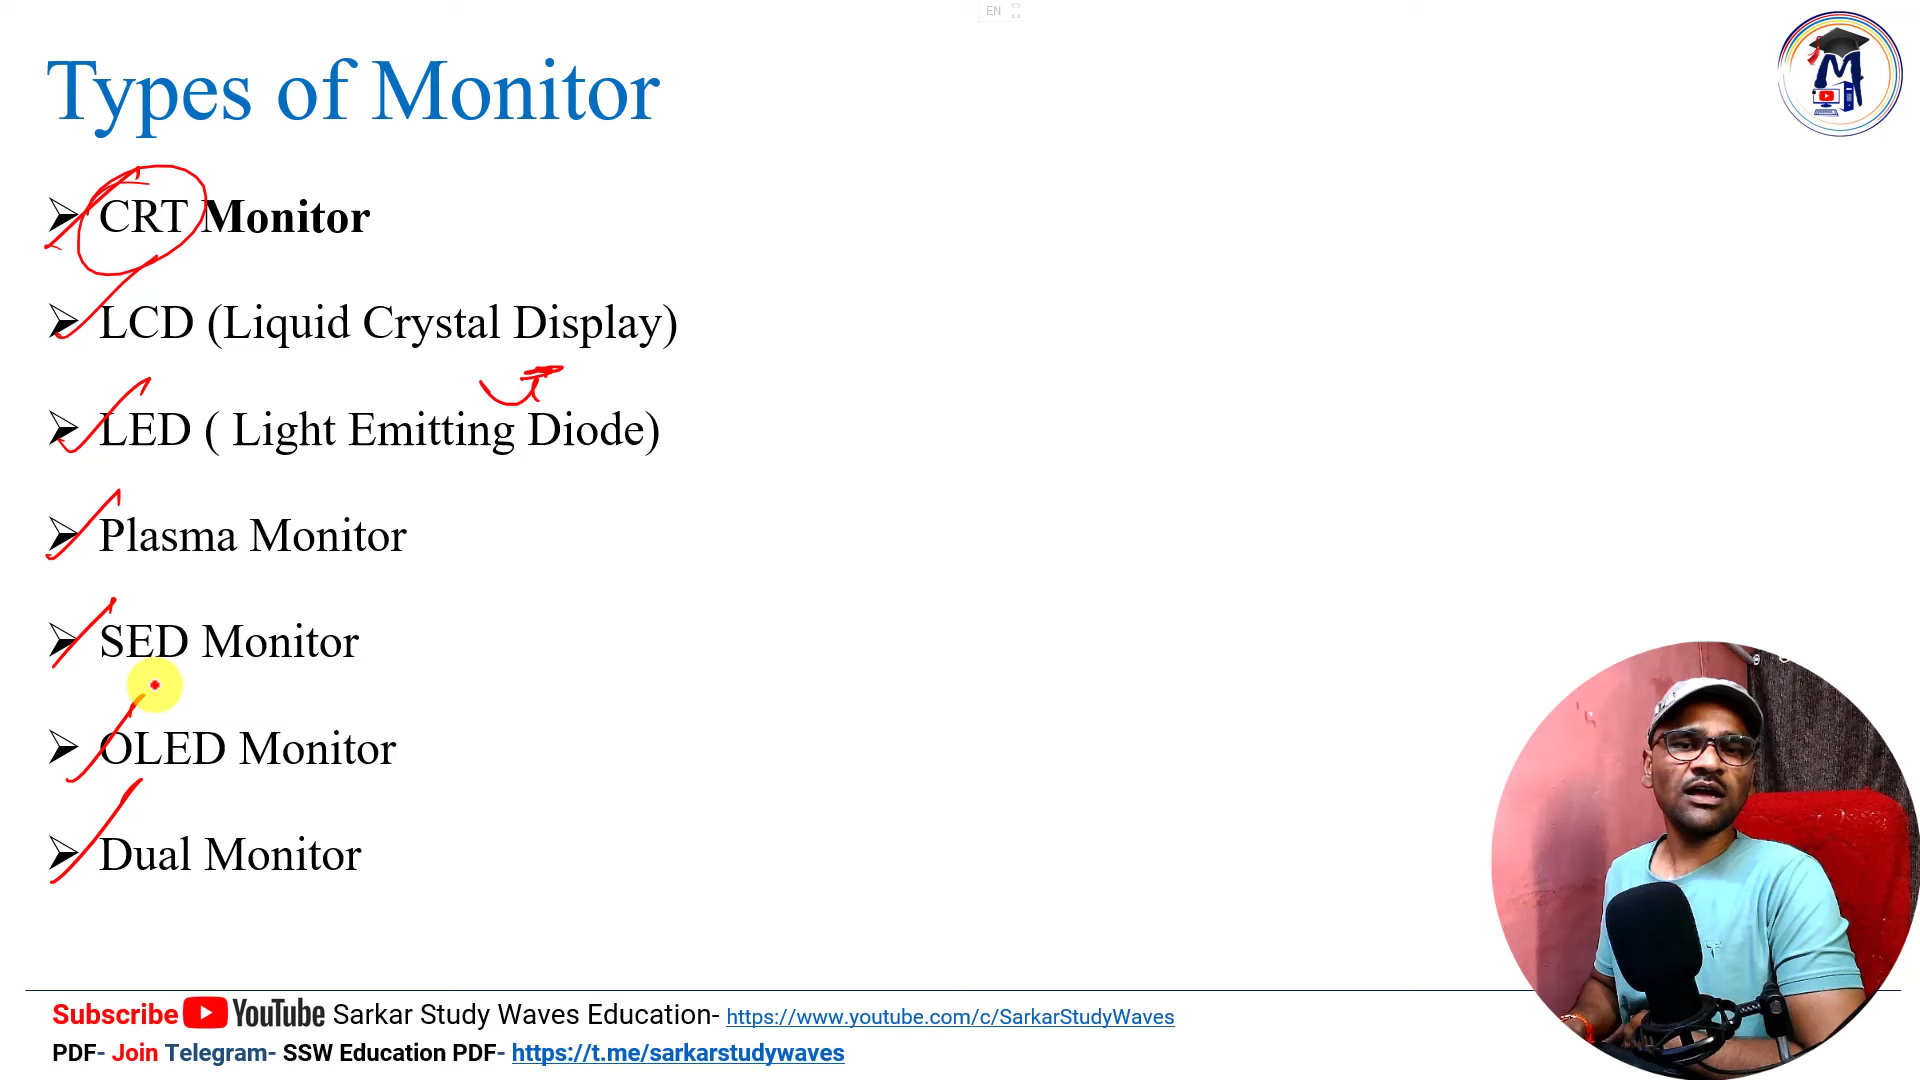 EN
Types of Monitor
➢ CRT Monitor
➢ LCD (Liquid Crystal Display)
➢ LED ( Light Emitting Diode)
➢ Plasma Monitor
➢ SED Monitor
➢ OLED Monitor
➢ Dual Monitor
Subscribe YouTube Sarkar Study Waves Education- https://www.youtube.com/c/SarkarStudyWaves
PDF- Join Telegram- SSW Education PDF- https://t.me/sarkarstudywaves